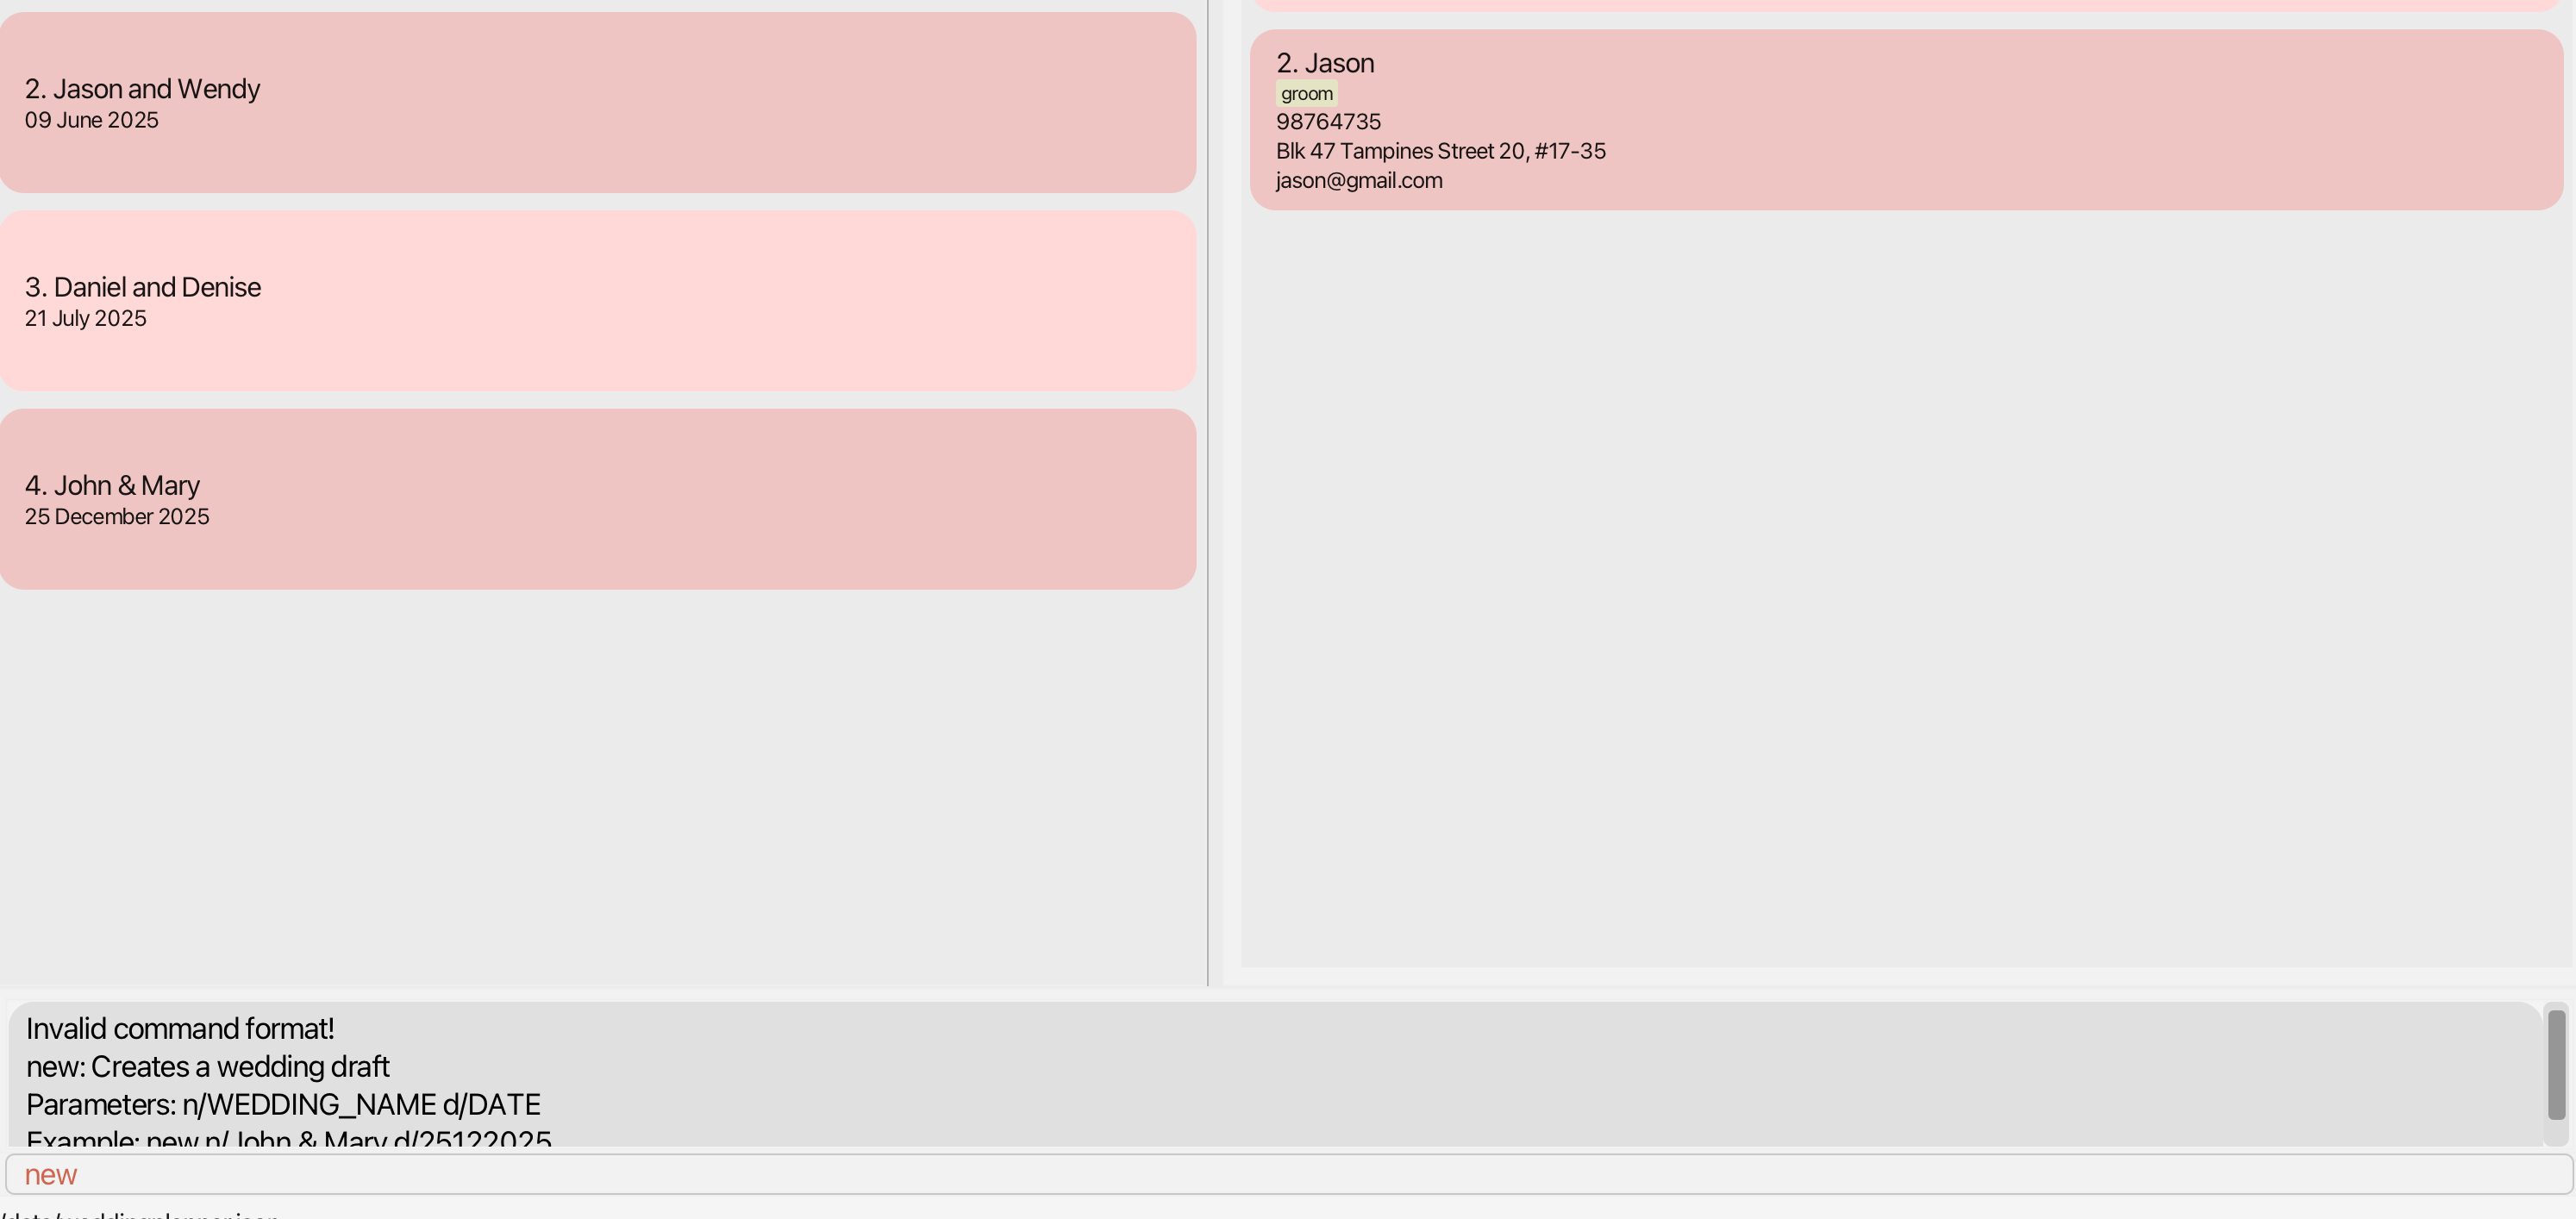 2. Jason and Wendy
09 June 2025
3. Daniel and Denise
21 July 2025
4. John & Mary
25 December 2025
2. Jason
groom
98764735
Blk 47 Tampines Street 20, #17-35
jason@gmail.com
Invalid command format!
new: Creates a wedding draft
Parameters: n/WEDDING_NAME d/DATE
Example: new n/ John & Mary d/25122025
new